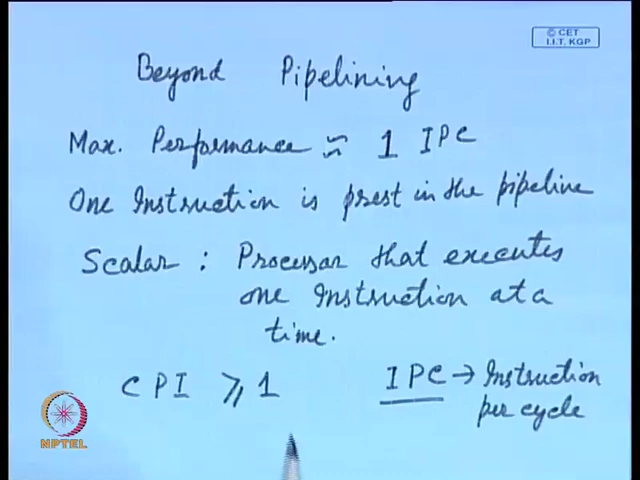 © CET
I.I.T, KGP
Beyond Pipelining
Max. Performance ≈ 1 IPC
One Instruction is prest in the pipeline
Scalar : Processor that executes
one Instruction at a
time.
CPI ⩾ 1
IPC → Instruction
per cycle
NPTEL